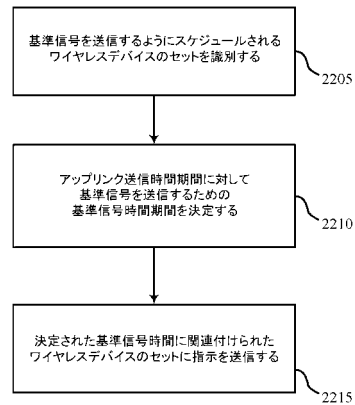 基準信号を送信するようにスケジュールされる
ワイヤレスデバイスのセットを識別する
2205
アップリンク送信時間期間に対して
基準信号を送信するための
基準信号時間期間を決定する
2210
決定された基準信号時間に関連付けられた
ワイヤレスデバイスのセットに指示を送信する
2215